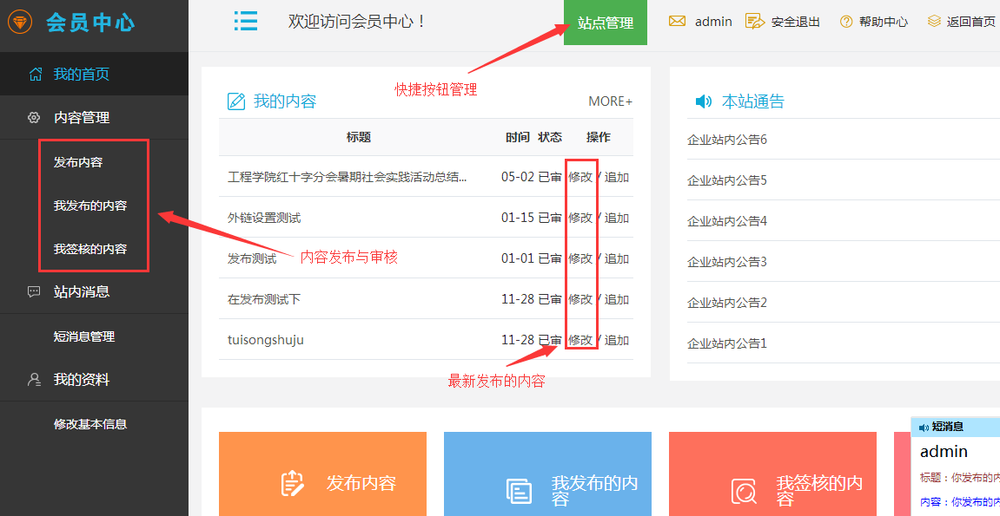 会员中心
欢迎访问会员中心！
站点管理
admin
安全退出
帮助中心
返回首页
我的首页
内容管理
发布内容
我发布的内容
我签核的内容
站内消息
短消息管理
我的资料
修改基本信息
快捷按钮管理
我的内容
MORE+
标题 时间 状态 操作
工程学院红十字分会暑期社会实践活动总结... 05-02 已审 修改 / 追加
外链设置测试 01-15 已审 修改 / 追加
发布测试 01-01 已审 修改 / 追加
内容发布与审核
在发布测试下 11-28 已审 修改 / 追加
tuisongshuju 11-28 已审 修改 / 追加
最新发布的内容
本站通告
企业站内公告6
企业站内公告5
企业站内公告4
企业站内公告3
企业站内公告2
企业站内公告1
发布内容
我发布的内
容
我签核的内
容
短消息
admin
标题：你发布的内
内容：你发布的内